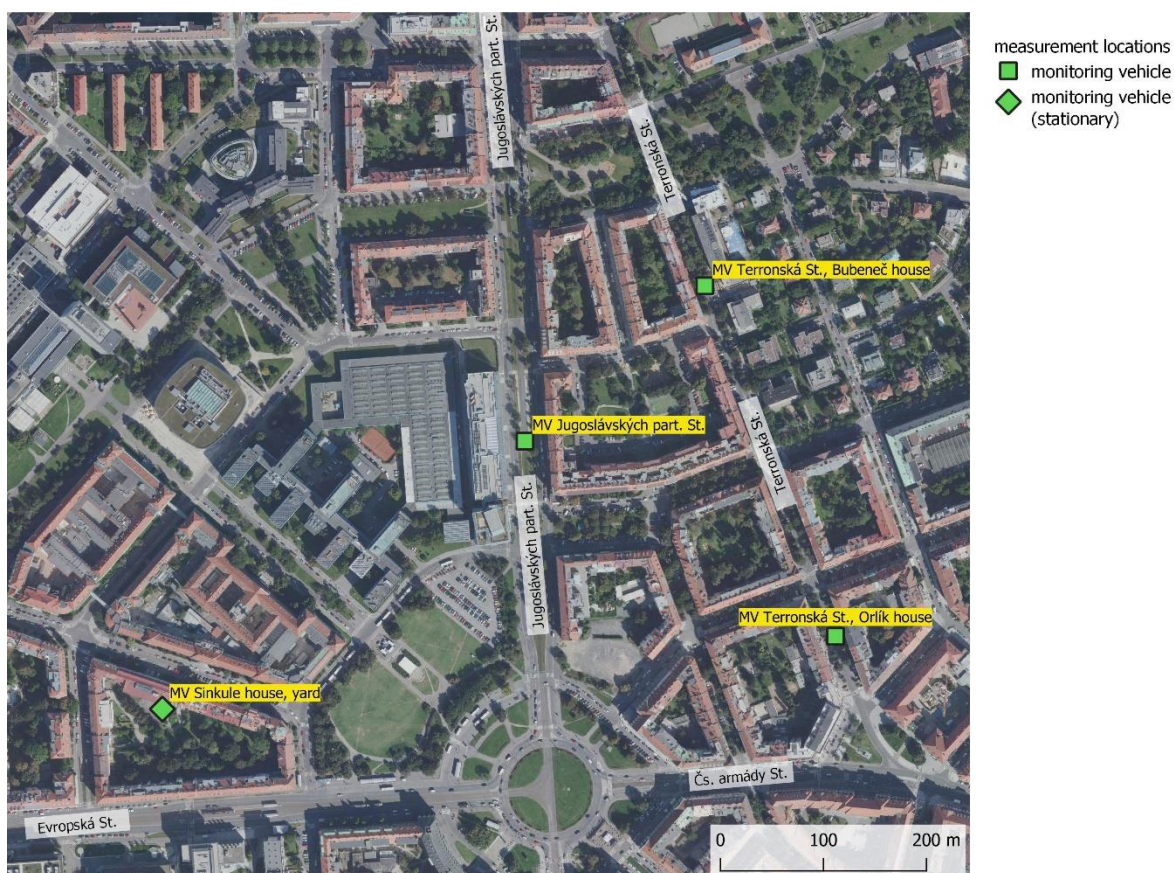 measurement locations
monitoring vehicle
monitoring vehicle
(stationary)
Jugoslávských part. St.
Terronská St.
MV Terronská St., Bubeneč house
MV Jugoslávských part. St.
Terronská St.
Jugoslávských part. St.
MV Terronská St., Orlík house
MV Sinkule house, yard
Čs. armády St.
Evropská St.
0 100 200 m